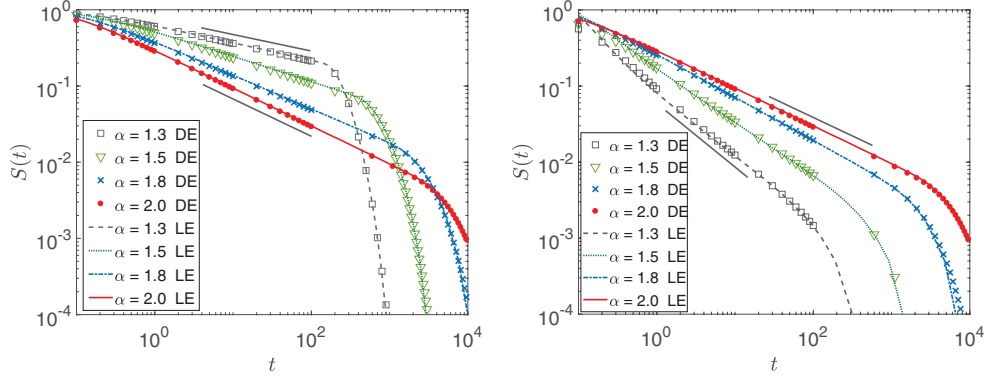 10^0
10^-1
10^-2
10^-3
10^-4
S(t)
α = 1.3 DE
α = 1.5 DE
α = 1.8 DE
α = 2.0 DE
α = 1.3 LE
α = 1.5 LE
α = 1.8 LE
α = 2.0 LE
10^0
10^2
10^4
t
10^0
10^-1
10^-2
10^-3
10^-4
S(t)
α = 1.3 DE
α = 1.5 DE
α = 1.8 DE
α = 2.0 DE
α = 1.3 LE
α = 1.5 LE
α = 1.8 LE
α = 2.0 LE
10^0
10^2
10^4
t